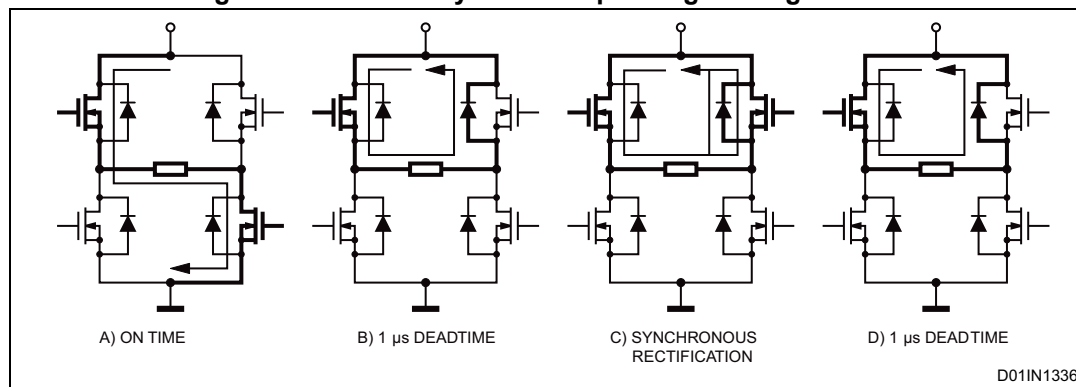 A) ON TIME
B) 1 µs DEADTIME
C) SYNCHRONOUS
RECTIFICATION
D) 1 µs DEADTIME
D01IN1336